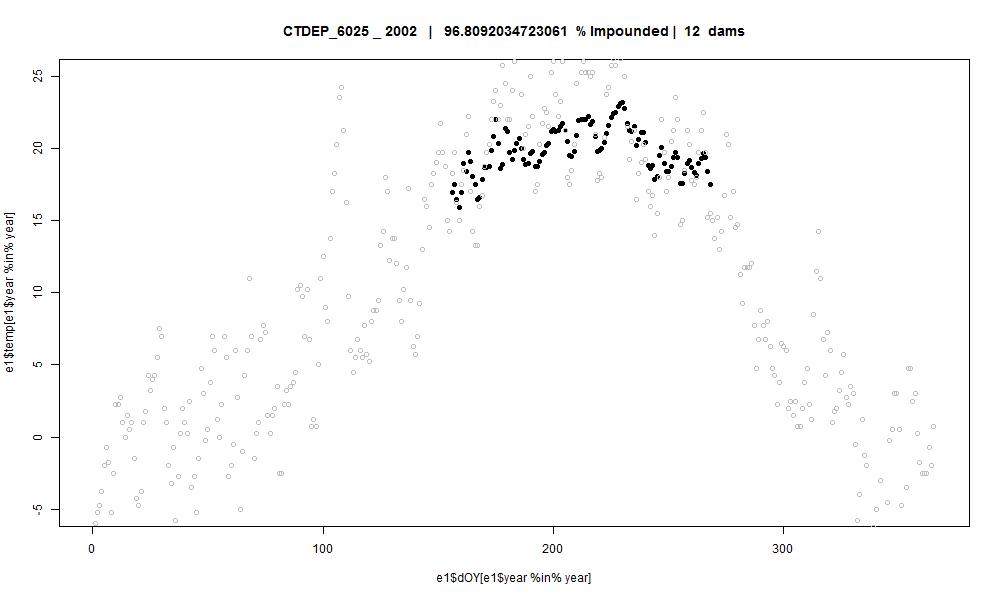 CTDEP_6025 _ 2002 | 96.8092034723061 % Impounded | 12 dams
e1$temp[e1$year %in% year]
25
20
15
10
5
0
-5
0 100 200 300
e1$dOY[e1$year %in% year]